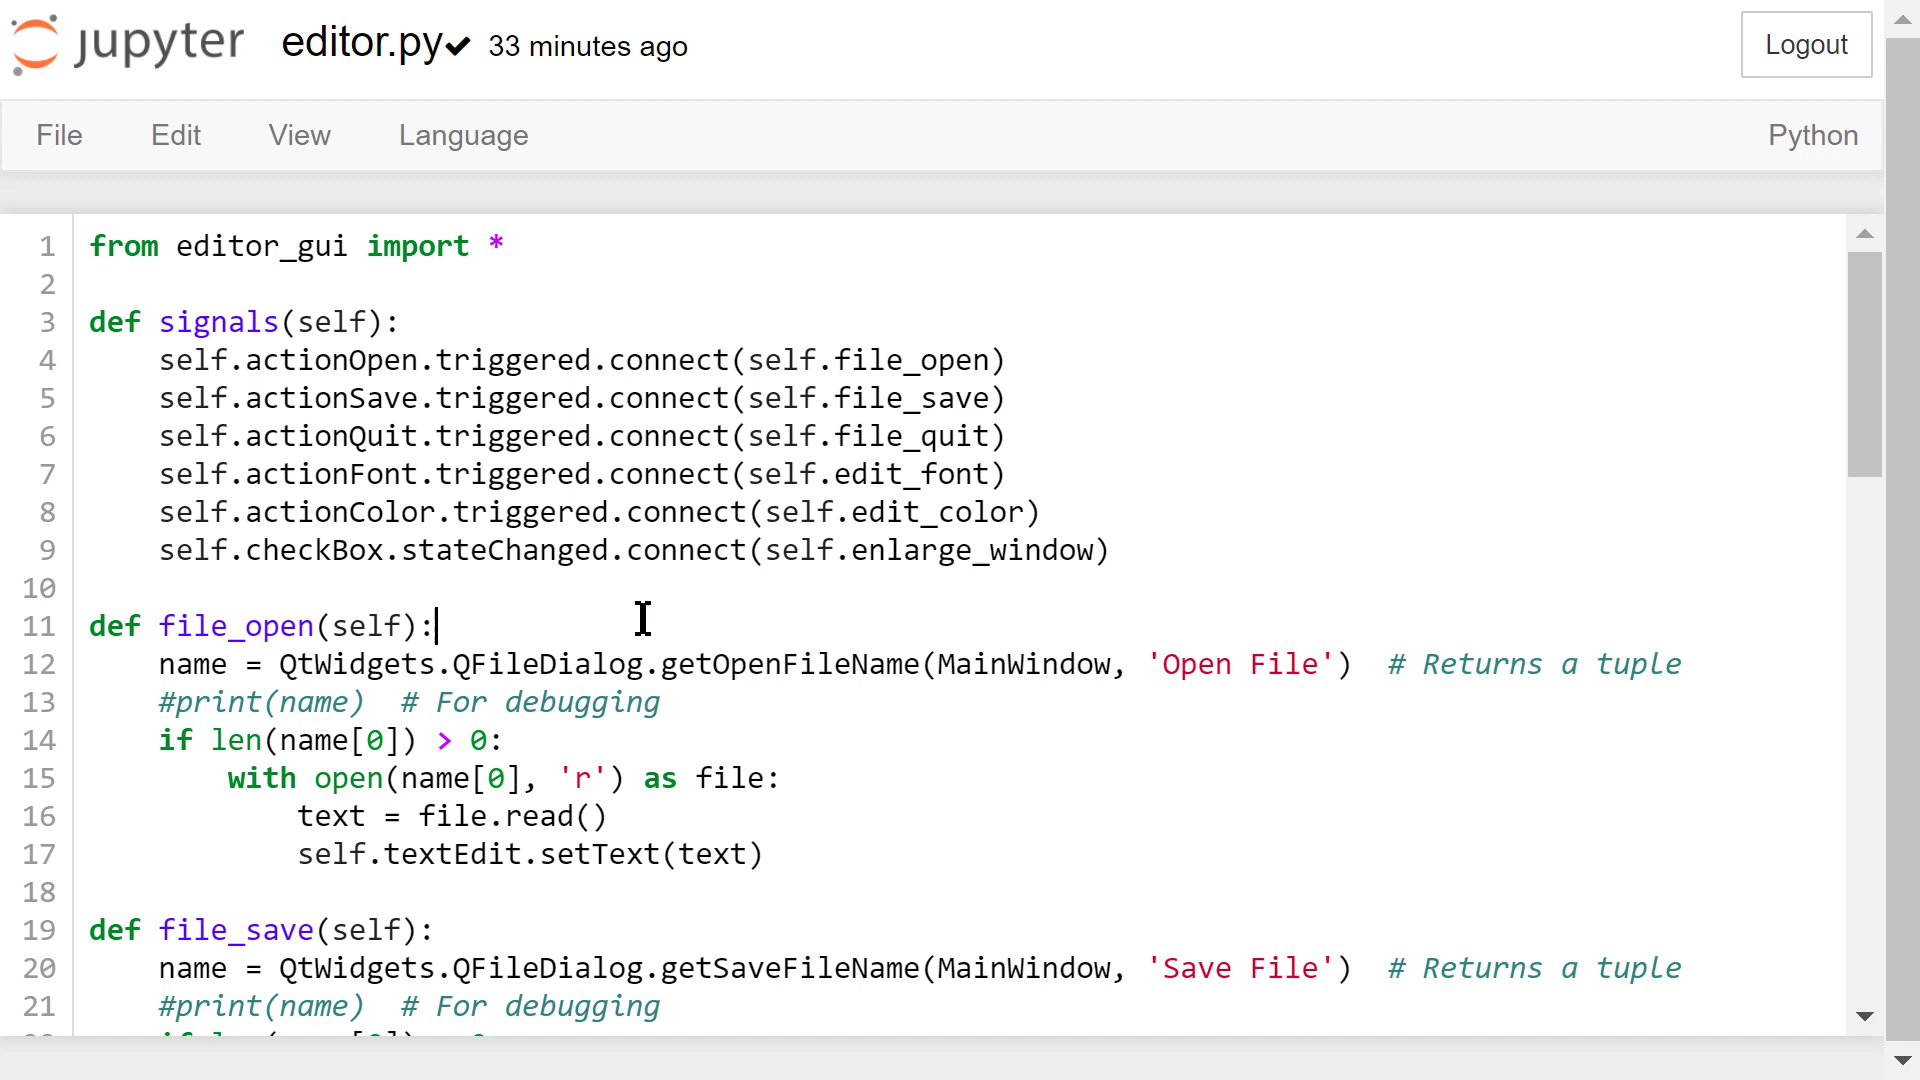 jupyter editor.py✔ 33 minutes ago Logout
File Edit View Language Python
1 from editor_gui import *
2
3 def signals(self):
4     self.actionOpen.triggered.connect(self.file_open)
5     self.actionSave.triggered.connect(self.file_save)
6     self.actionQuit.triggered.connect(self.file_quit)
7     self.actionFont.triggered.connect(self.edit_font)
8     self.actionColor.triggered.connect(self.edit_color)
9     self.checkBox.stateChanged.connect(self.enlarge_window)
10
11 def file_open(self):
12     name = QtWidgets.QFileDialog.getOpenFileName(MainWindow, 'Open File')  # Returns a tuple
13     #print(name)  # For debugging
14     if len(name[0]) > 0:
15         with open(name[0], 'r') as file:
16             text = file.read()
17             self.textEdit.setText(text)
18
19 def file_save(self):
20     name = QtWidgets.QFileDialog.getSaveFileName(MainWindow, 'Save File')  # Returns a tuple
21     #print(name)  # For debugging